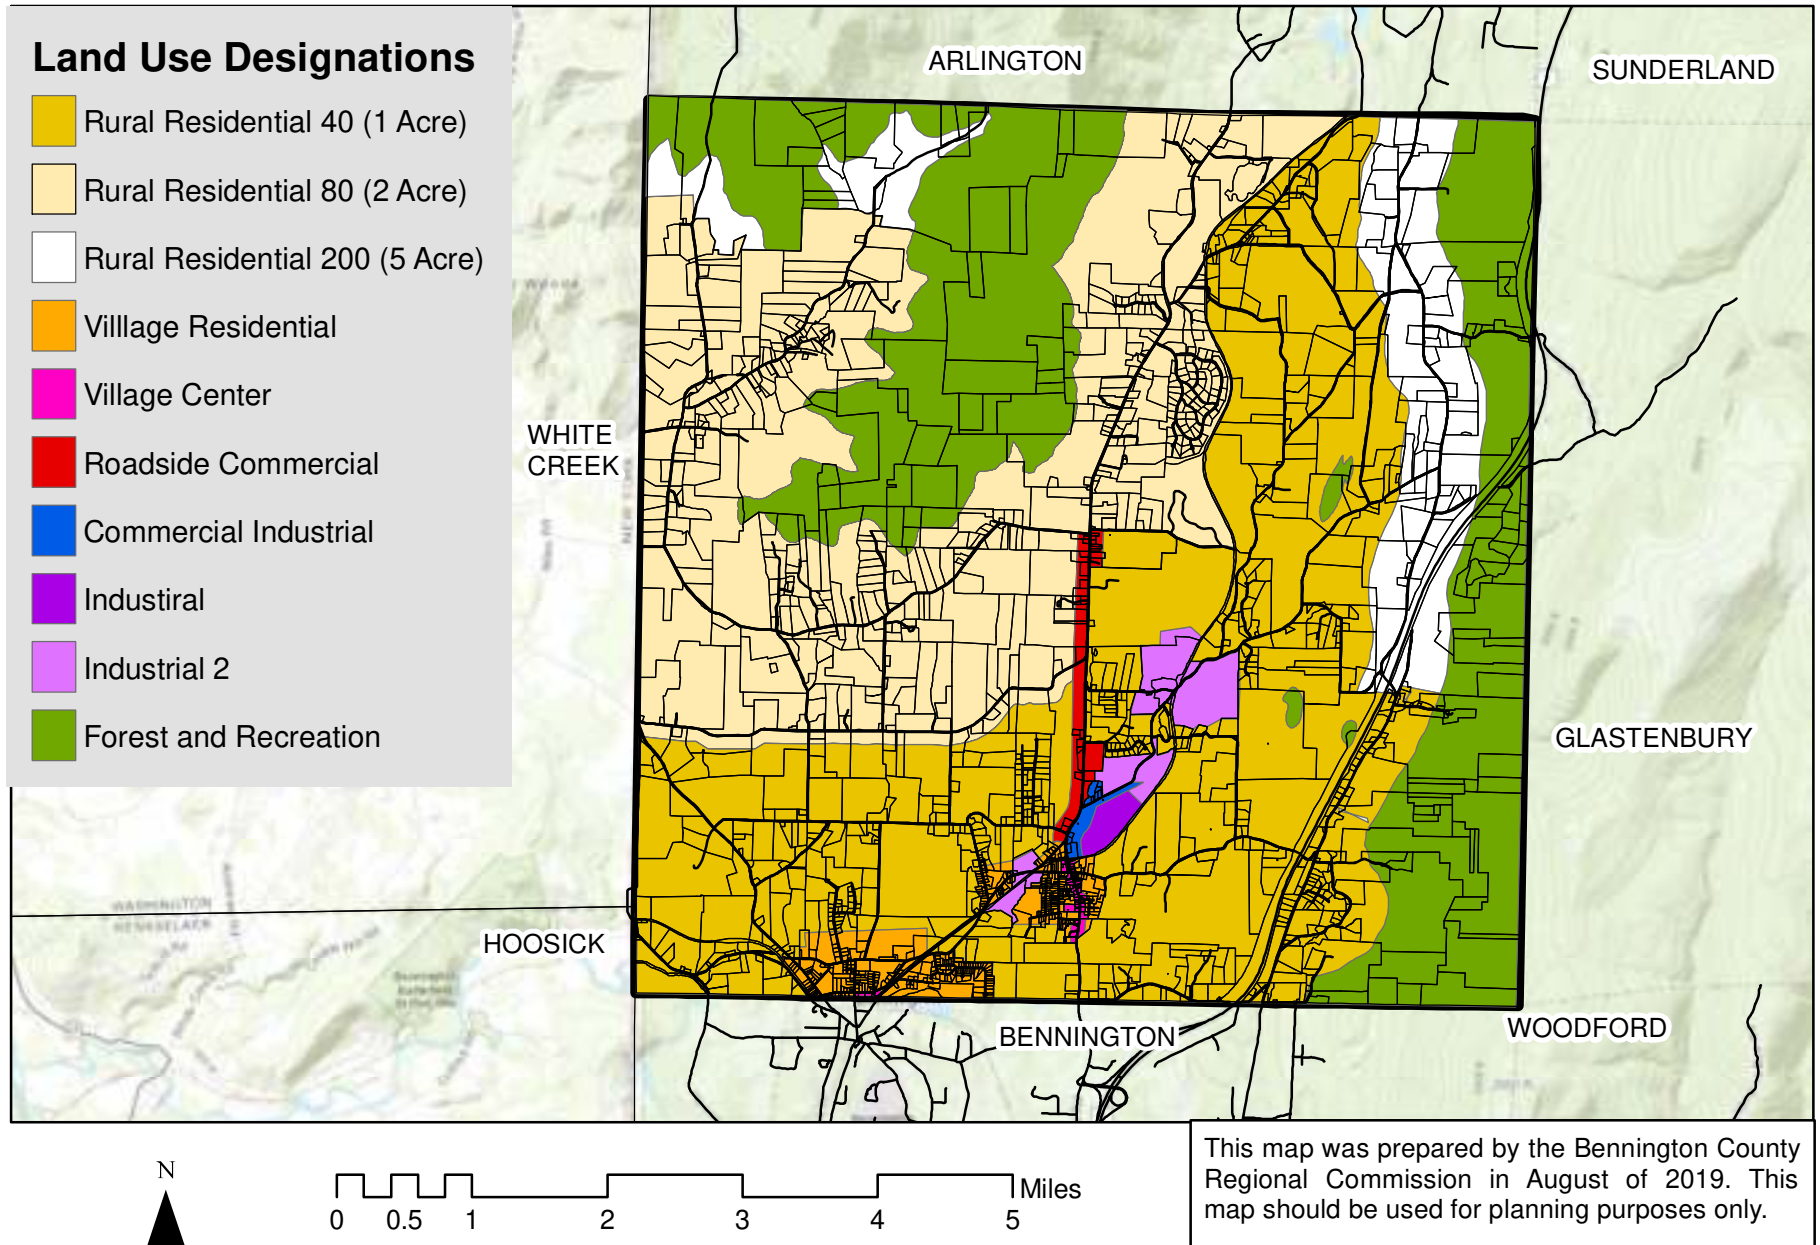 Land Use Designations
Rural Residential 40 (1 Acre)
Rural Residential 80 (2 Acre)
Rural Residential 200 (5 Acre)
Villlage Residential
Village Center
Roadside Commercial
Commercial Industrial
Industiral
Industrial 2
Forest and Recreation
ARLINGTON
SUNDERLAND
WHITE
CREEK
GLASTENBURY
WASHINGTON
HOOSICK
BENNINGTON
WOODFORD
N
Miles
0 0.5 1 2 3 4 5
This map was prepared by the Bennington County
Regional Commission in August of 2019. This
map should be used for planning purposes only.